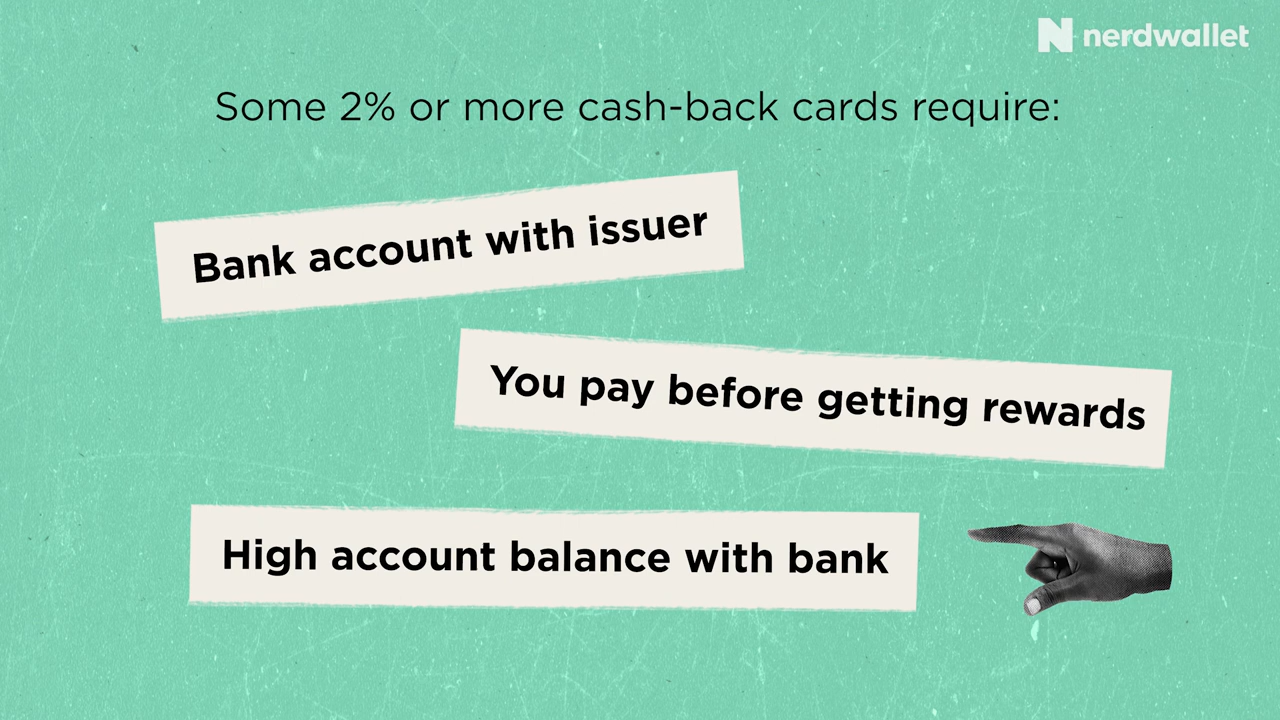 nerdwallet
Some 2% or more cash-back cards require:
Bank account with issuer
You pay before getting rewards
High account balance with bank